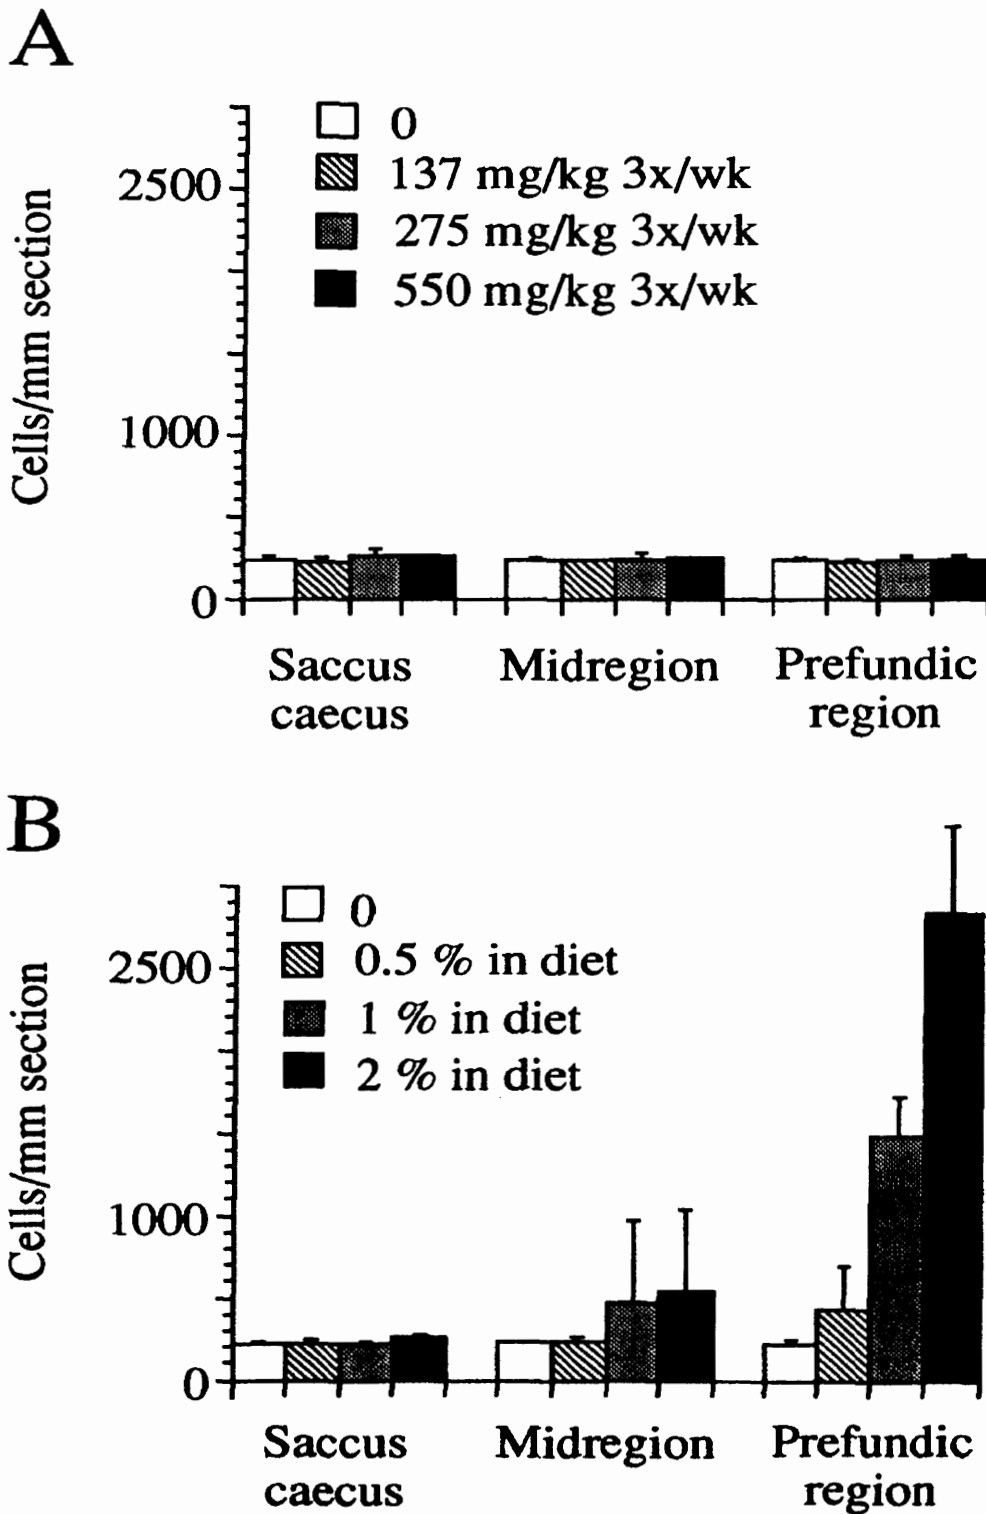 A
0
137 mg/kg 3x/wk
275 mg/kg 3x/wk
550 mg/kg 3x/wk
Cells/mm section
2500
1000
0
Saccus caecus
Midregion
Prefundic region
B
0
0.5 % in diet
1 % in diet
2 % in diet
Cells/mm section
2500
1000
0
Saccus caecus
Midregion
Prefundic region